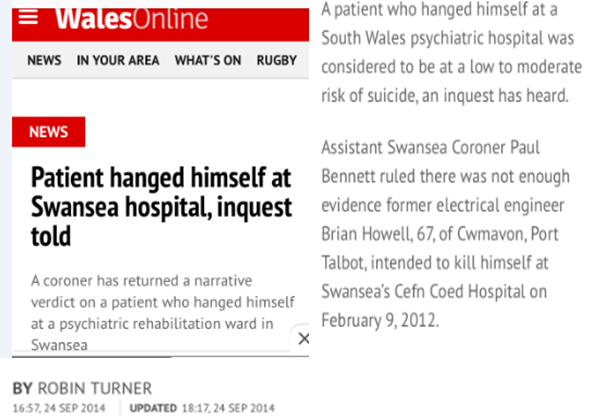 WalesOnline
NEWS IN YOUR AREA WHAT'S ON RUGBY
NEWS
Patient hanged himself at
Swansea hospital, inquest
told
A coroner has returned a narrative
verdict on a patient who hanged himself
at a psychiatric rehabilitation ward in
Swansea
BY ROBIN TURNER
16:57, 24 SEP 2014 UPDATED 18:17, 24 SEP 2014
A patient who hanged himself at a
South Wales psychiatric hospital was
considered to be at a low to moderate
risk of suicide, an inquest has heard.
Assistant Swansea Coroner Paul
Bennett ruled there was not enough
evidence former electrical engineer
Brian Howell, 67, of Cwmavon, Port
Talbot, intended to kill himself at
Swansea's Cefn Coed Hospital on
February 9, 2012.